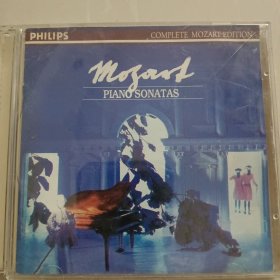 PHILIPS
COMPLETE MOZART EDITION
Mozart
PIANO SONATAS